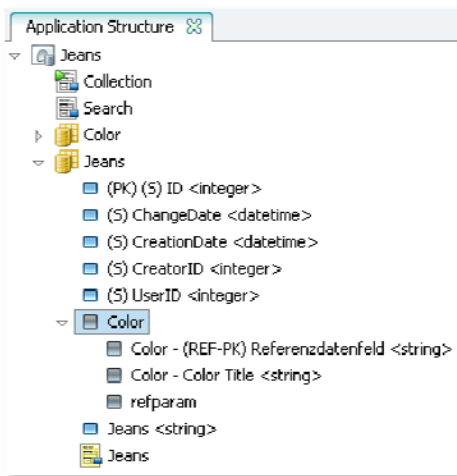 Application Structure
Jeans
Collection
Search
Color
Jeans
(PK) (S) ID <integer>
(S) ChangeDate <datetime>
(S) CreationDate <datetime>
(S) CreatorID <integer>
(S) UserID <integer>
Color
Color - (REF-PK) Referenzdatenfeld <string>
Color - Color Title <string>
refparam
Jeans <string>
Jeans